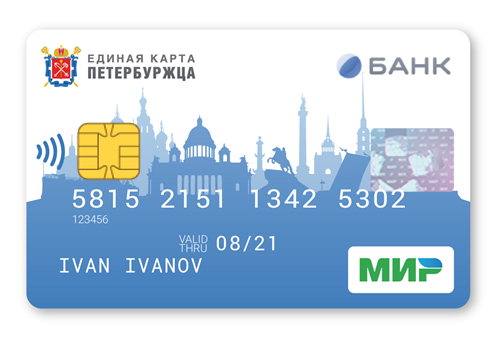 ЕДИНАЯ КАРТА
ПЕТЕРБУРЖЦА
БАНК
5815 2151 1342 5302
123456
VALID
THRU 08/21
IVAN IVANOV
МИР